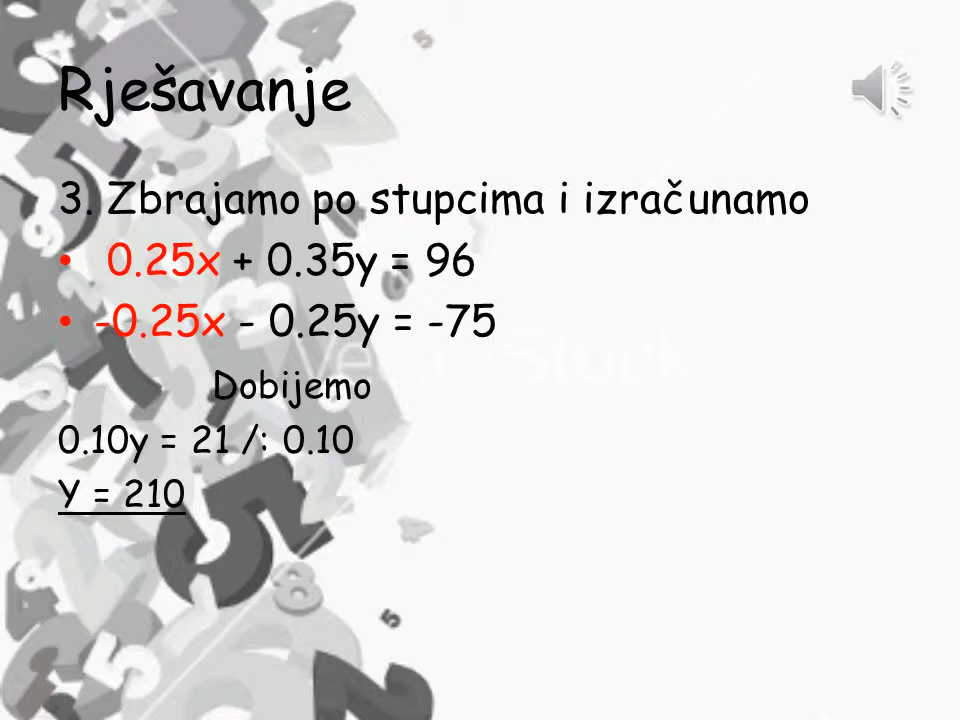 Rješavanje
3. Zbrajamo po stupcima i izračunamo
• 0.25x + 0.35y = 96
• -0.25x - 0.25y = -75
Dobijemo
0.10y = 21 /: 0.10
Y = 210